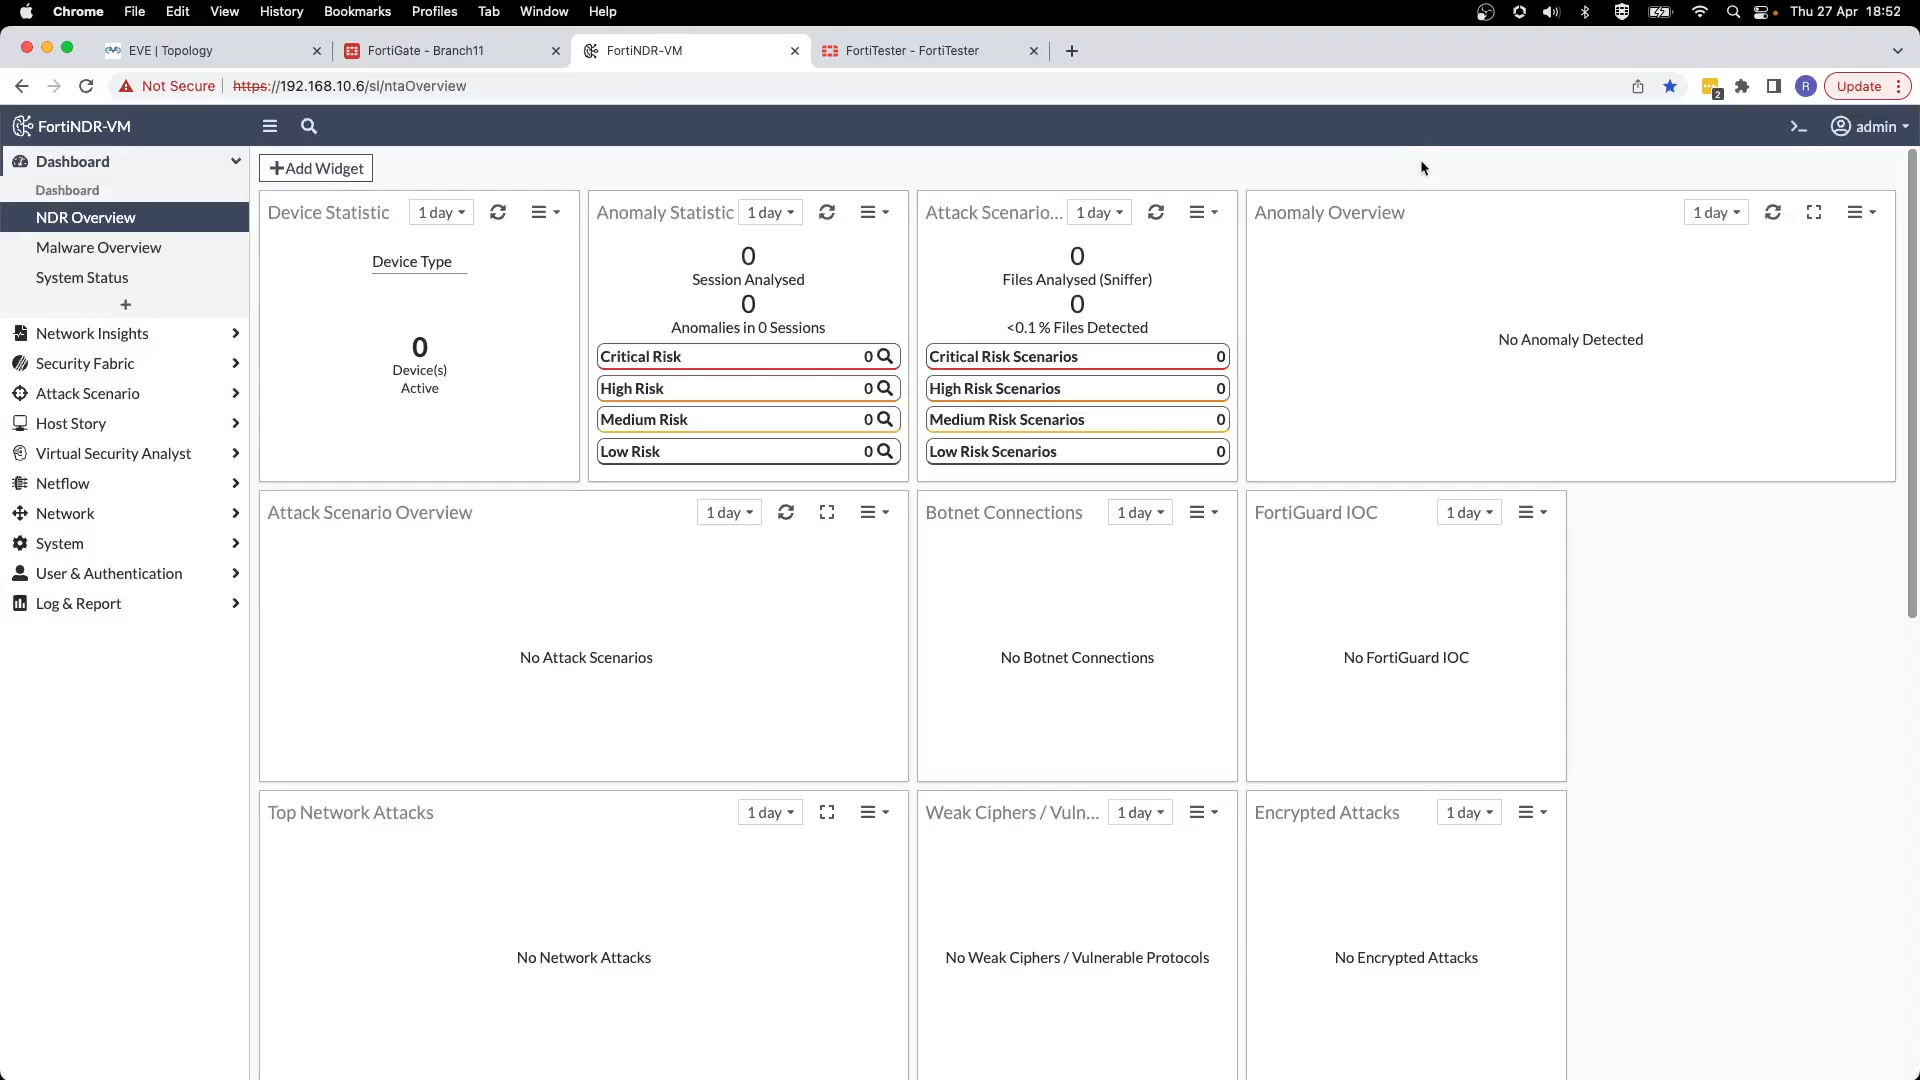 Chrome File Edit View History Bookmarks Profiles Tab Window Help Thu 27 Apr 18:52
EVE | Topology FortiGate - Branch11 FortiNDR-VM FortiTester - FortiTester
Not Secure https://192.168.10.6/sl/ntaOverview 2 R Update
FortiNDR-VM admin
Dashboard
Dashboard
NDR Overview
Malware Overview
System Status
Network Insights
Security Fabric
Attack Scenario
Host Story
Virtual Security Analyst
Netflow
Network
System
User & Authentication
Log & Report
+Add Widget
Device Statistic 1 day
Device Type
0
Device(s)
Active
Anomaly Statistic 1 day
0
Session Analysed
0
Anomalies in 0 Sessions
Critical Risk 0
High Risk 0
Medium Risk 0
Low Risk 0
Attack Scenario... 1 day
0
Files Analysed (Sniffer)
0
<0.1 % Files Detected
Critical Risk Scenarios 0
High Risk Scenarios 0
Medium Risk Scenarios 0
Low Risk Scenarios 0
Anomaly Overview 1 day
No Anomaly Detected
Attack Scenario Overview 1 day
No Attack Scenarios
Botnet Connections 1 day
No Botnet Connections
FortiGuard IOC 1 day
No FortiGuard IOC
Top Network Attacks 1 day
No Network Attacks
Weak Ciphers / Vuln... 1 day
No Weak Ciphers / Vulnerable Protocols
Encrypted Attacks 1 day
No Encrypted Attacks